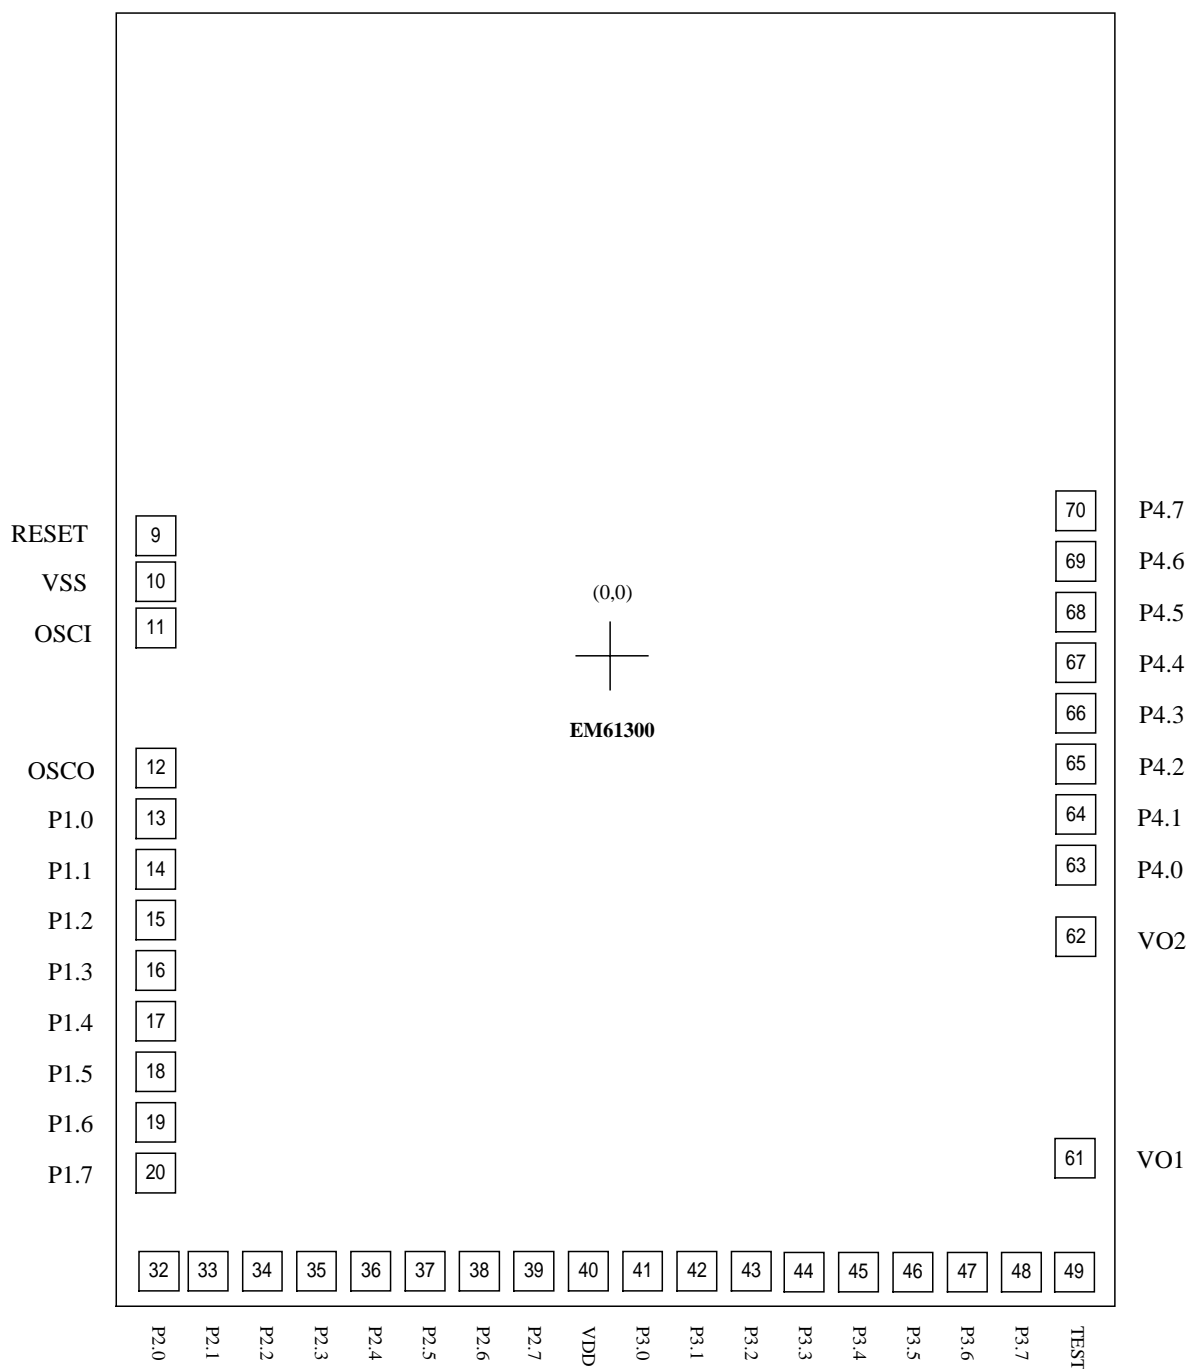 70 P4.7
RESET 9
69 P4.6
VSS 10
(0,0)
68 P4.5
OSCI 11
67 P4.4
66 P4.3
EM61300
OSCO 12
65 P4.2
P1.0 13
64 P4.1
P1.1 14
63 P4.0
P1.2 15
62 VO2
P1.3 16
P1.4 17
P1.5 18
P1.6 19
61 VO1
P1.7 20
32 33 34 35 36 37 38 39 40 41 42 43 44 45 46 47 48 49
P2.0 P2.1 P2.2 P2.3 P2.4 P2.5 P2.6 P2.7 VDD P3.0 P3.1 P3.2 P3.3 P3.4 P3.5 P3.6 P3.7 TEST